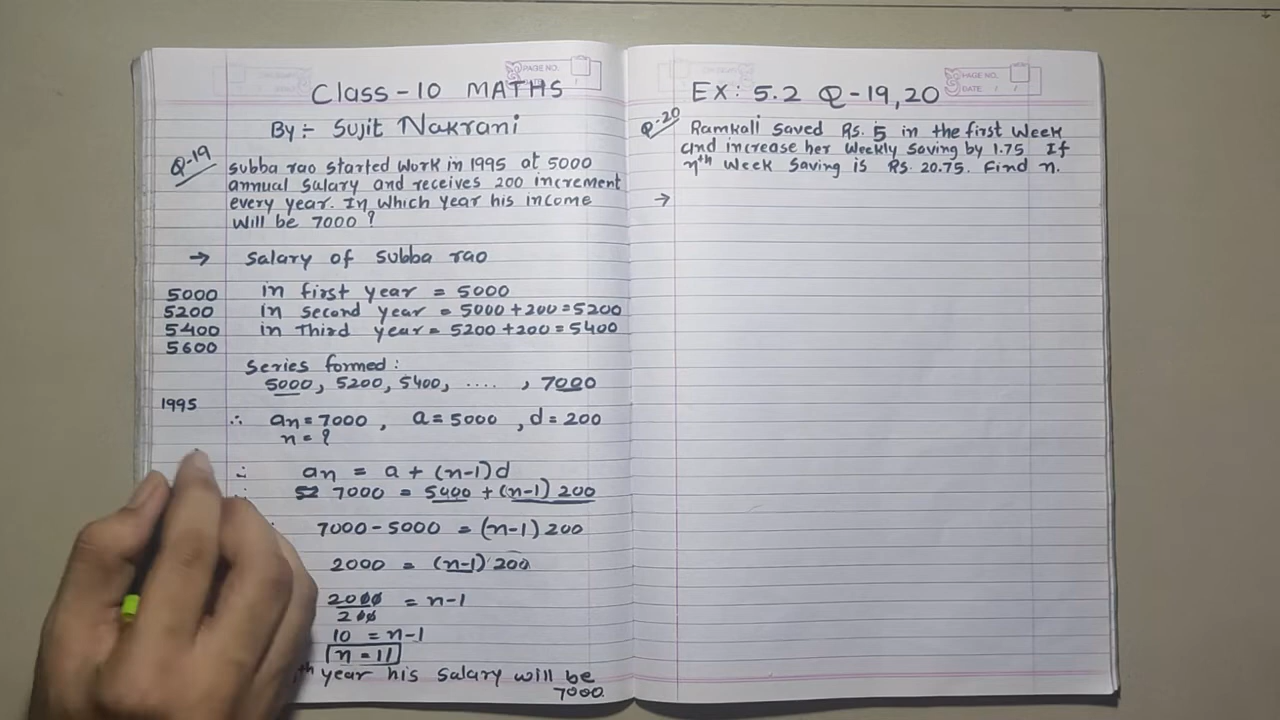 Class-10 MATHS
By :- Sujit Nakrani
Q-19
Subba rao started work in 1995 at 5000
annual salary and receives 200 increment
every year. In which year his income
will be 7000 ?
→ Salary of Subba rao
5000 in first year = 5000
5200 in second year = 5000 +200 = 5200
5400 in third year = 5200 +200 = 5400
5600
Series formed :
5000, 5200, 5400, .... , 7000
1995
∴ an = 7000 , a = 5000 , d = 200
n = ?
∴ an = a + (n-1)d
7000 = 5400 + (n-1) 200
7000 - 5000 = (n-1) 200
2000 = (n-1) 200
2000/200 = n-1
10 = n-1
n = 11
th year his salary will be
7000.
PAGE NO.
DATE / /
EX : 5.2 Q-19,20
Q-20
Ramkali saved Rs. 5 in the first week
and increase her weekly saving by 1.75 If
nth week saving is Rs. 20.75. Find n.
→
PAGE NO.
DATE / /